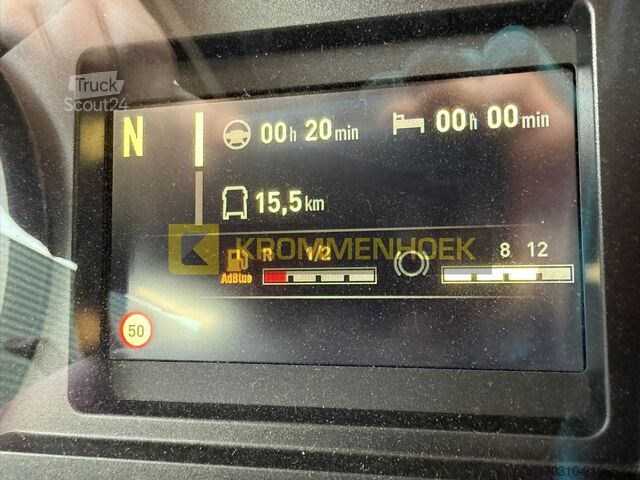 Truck
Scout24
N
00h 20min
00h 00min
15,5km
KROMMENHOEK
R 1/2
8 12
AdBlue
50